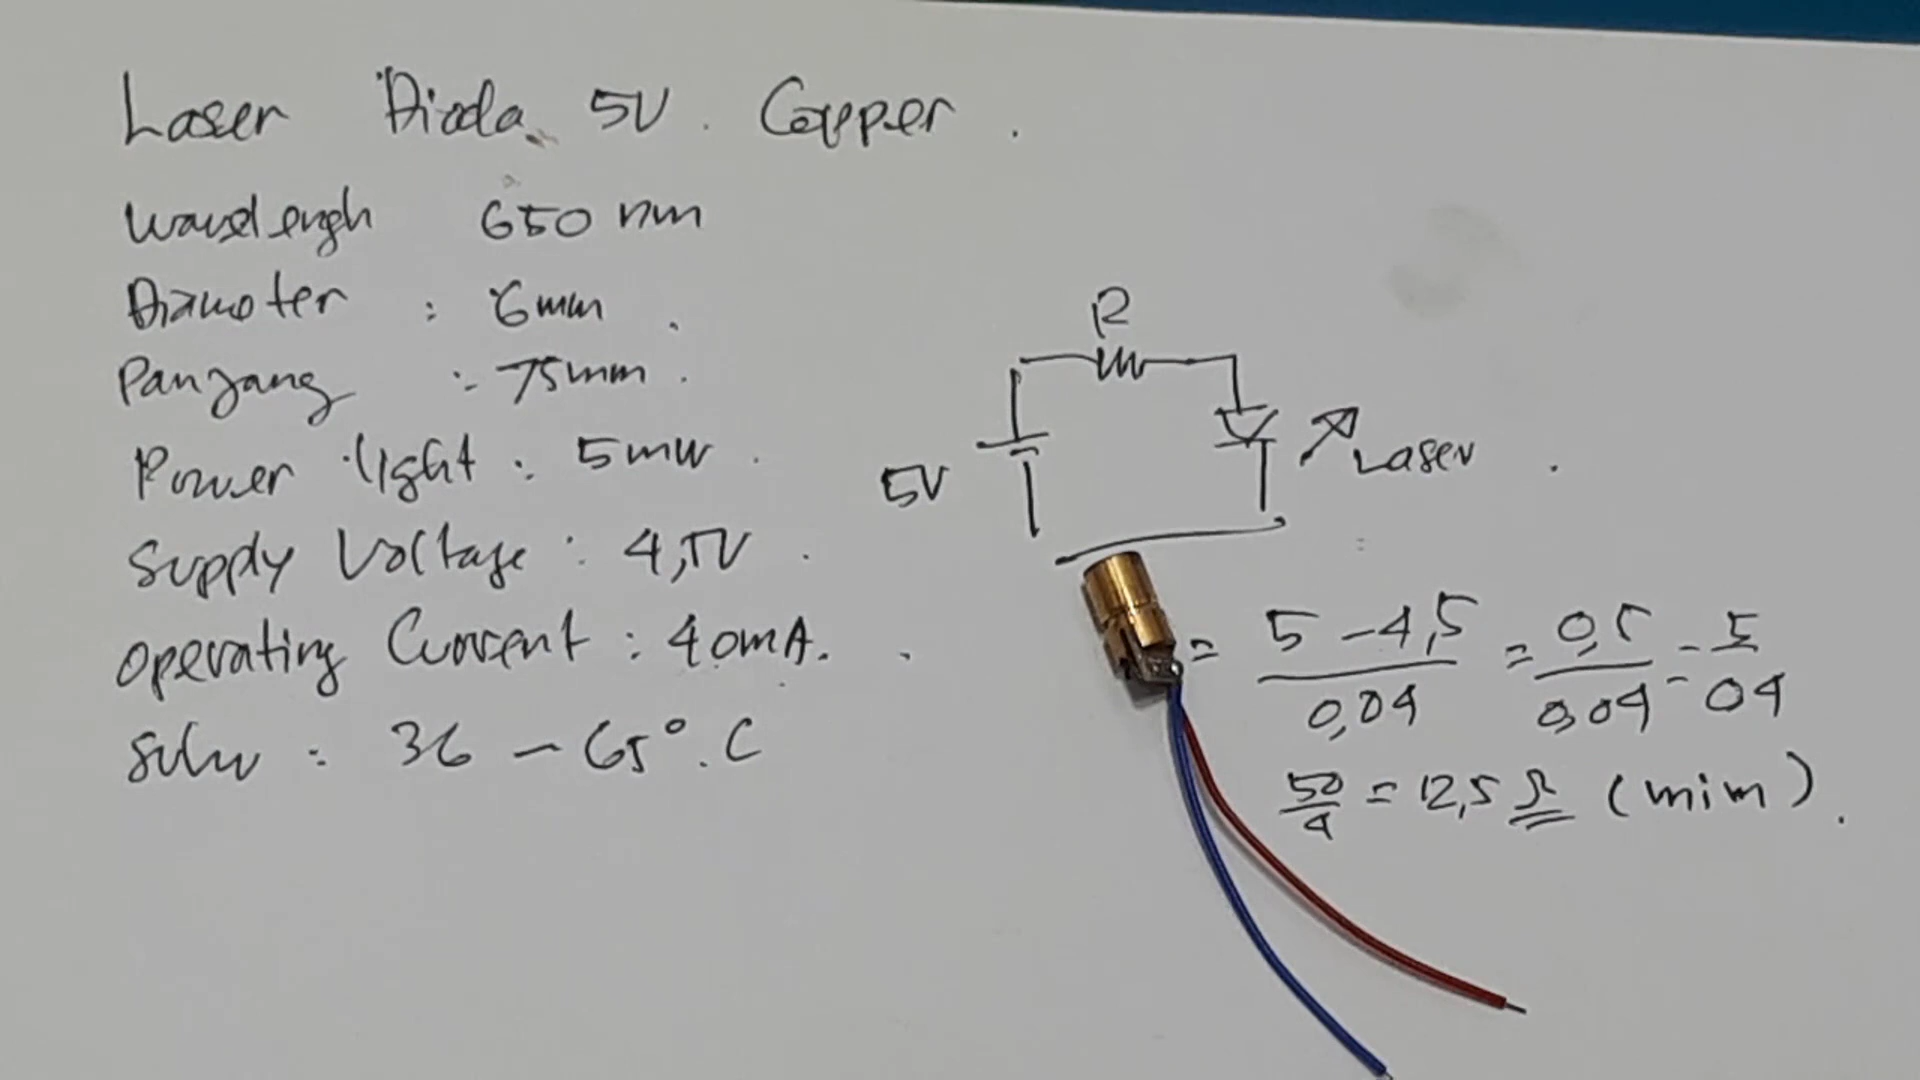 Laser Dioda 5V. Copper.
Wavelength 650 nm
Diameter : 6mm.
Panjang : 75mm.
Power light : 5mW.
Supply Voltage : 4,5V.
Operating Current : 40mA.
Suhu : 36 - 65°.C
R
5V
Laser.
= 5-4,5/0,04 = 0,5/0,04 = 5/04
50/4 = 12,5 Ω (mim).